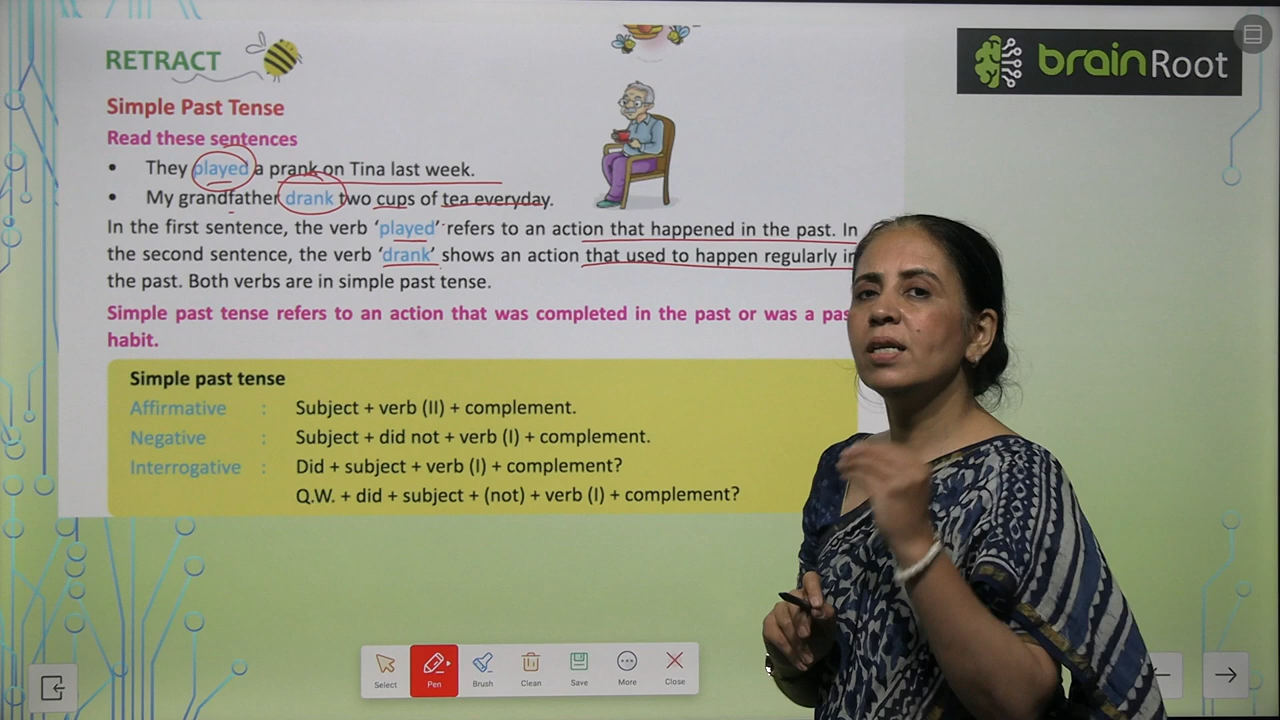 RETRACT
brainRoot
Simple Past Tense
Read these sentences
• They played a prank on Tina last week.
• My grandfather drank two cups of tea everyday.
In the first sentence, the verb ‘played’ refers to an action that happened in the past. In
the second sentence, the verb ‘drank’ shows an action that used to happen regularly in
the past. Both verbs are in simple past tense.
Simple past tense refers to an action that was completed in the past or was a
habit.
Simple past tense
Affirmative : Subject + verb (II) + complement.
Negative : Subject + did not + verb (I) + complement.
Interrogative : Did + subject + verb (I) + complement?
Q.W. + did + subject + (not) + verb (I) + complement?
Select Pen Brush Clean Save More Close